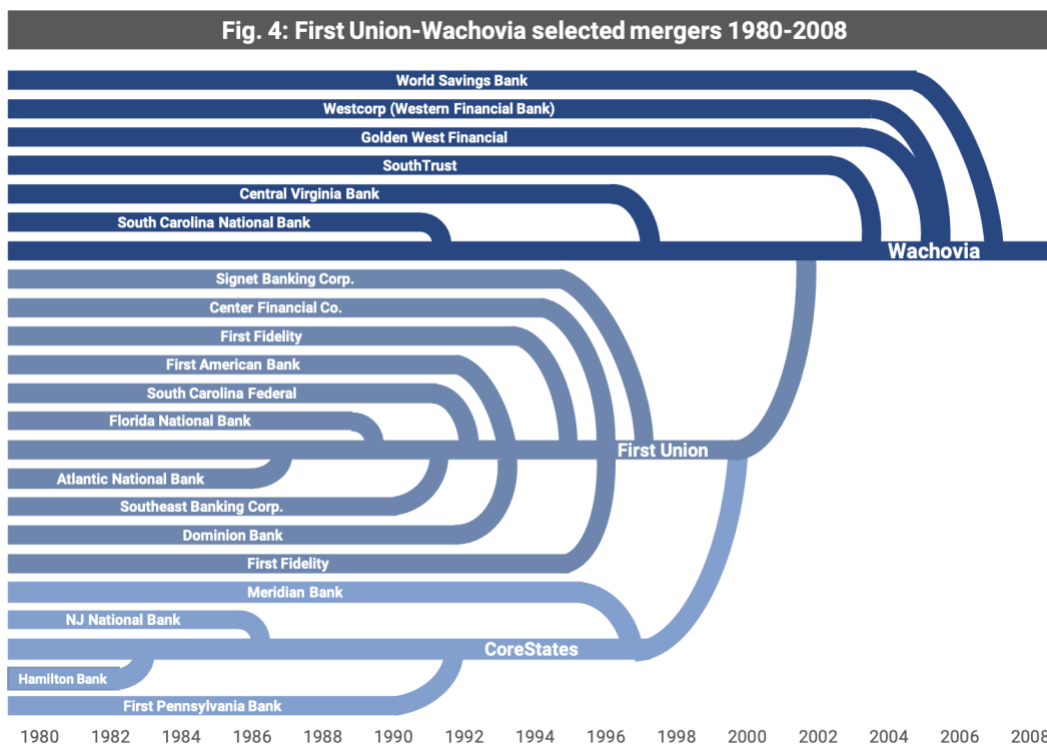 Fig. 4: First Union-Wachovia selected mergers 1980-2008
World Savings Bank
Westcorp (Western Financial Bank)
Golden West Financial
SouthTrust
Central Virginia Bank
South Carolina National Bank
Wachovia
Signet Banking Corp.
Center Financial Co.
First Fidelity
First American Bank
South Carolina Federal
Florida National Bank
First Union
Atlantic National Bank
Southeast Banking Corp.
Dominion Bank
First Fidelity
Meridian Bank
NJ National Bank
CoreStates
Hamilton Bank
First Pennsylvania Bank
1980 1982 1984 1986 1988 1990 1992 1994 1996 1998 2000 2002 2004 2006 2008